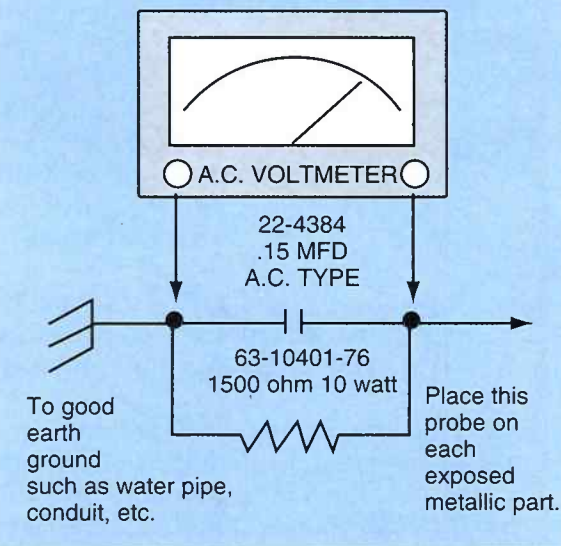 A.C. VOLTMETER
22-4384
.15 MFD
A.C. TYPE
63-10401-76
1500 ohm 10 watt
To good
earth
ground
such as water pipe,
conduit, etc.
Place this
probe on
each
exposed
metallic part.